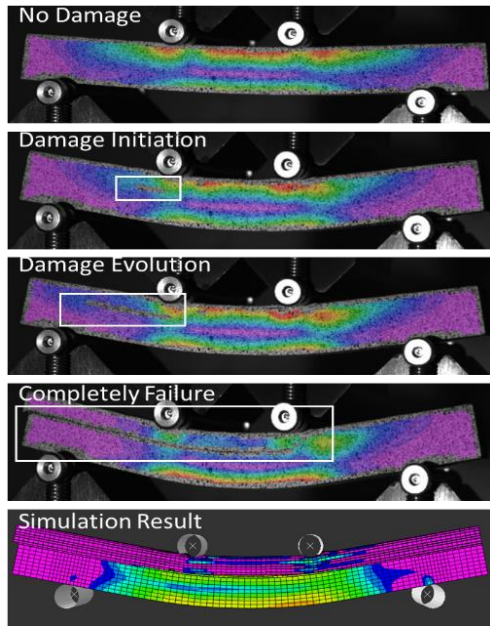 No Damage
Damage Initiation
Damage Evolution
Completely Failure
Simulation Result